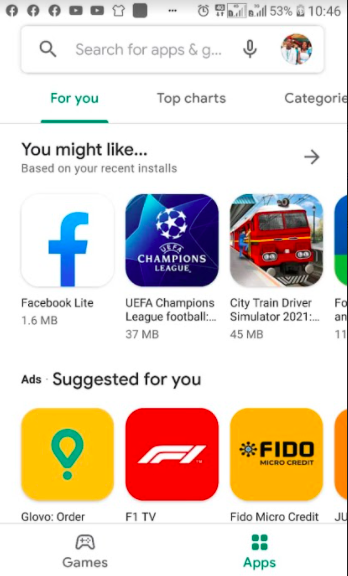 53% 10:46
Search for apps & g...
For you Top charts Categorie
You might like...
Based on your recent installs
UEFA
CHAMPIONS
LEAGUE
Facebook Lite UEFA Champions City Train Driver Fo
League football:... Simulator 2021:... an
1.6 MB 37 MB 45 MB 11
Ads · Suggested for you
FIDO
MICRO CREDIT
Glovo: Order F1 TV Fido Micro Credit JU
Games Apps